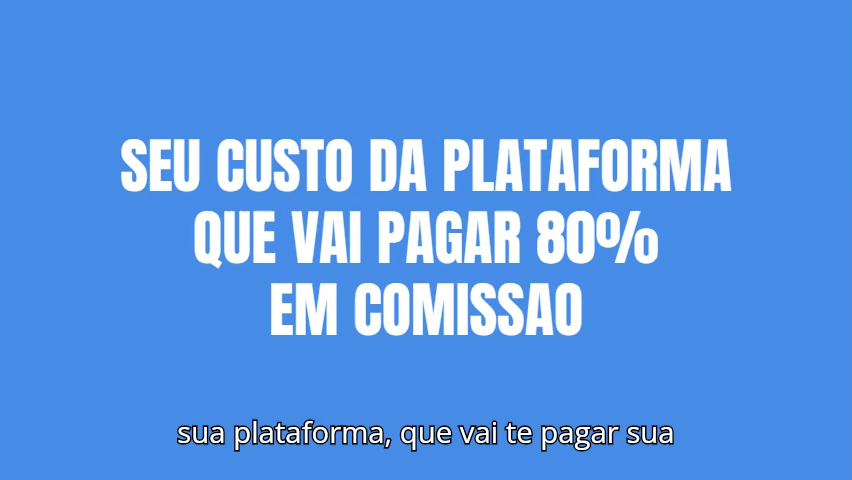 SEU CUSTO DA PLATAFORMA
QUE VAI PAGAR 80%
EM COMISSAO
sua plataforma, que vai te pagar sua